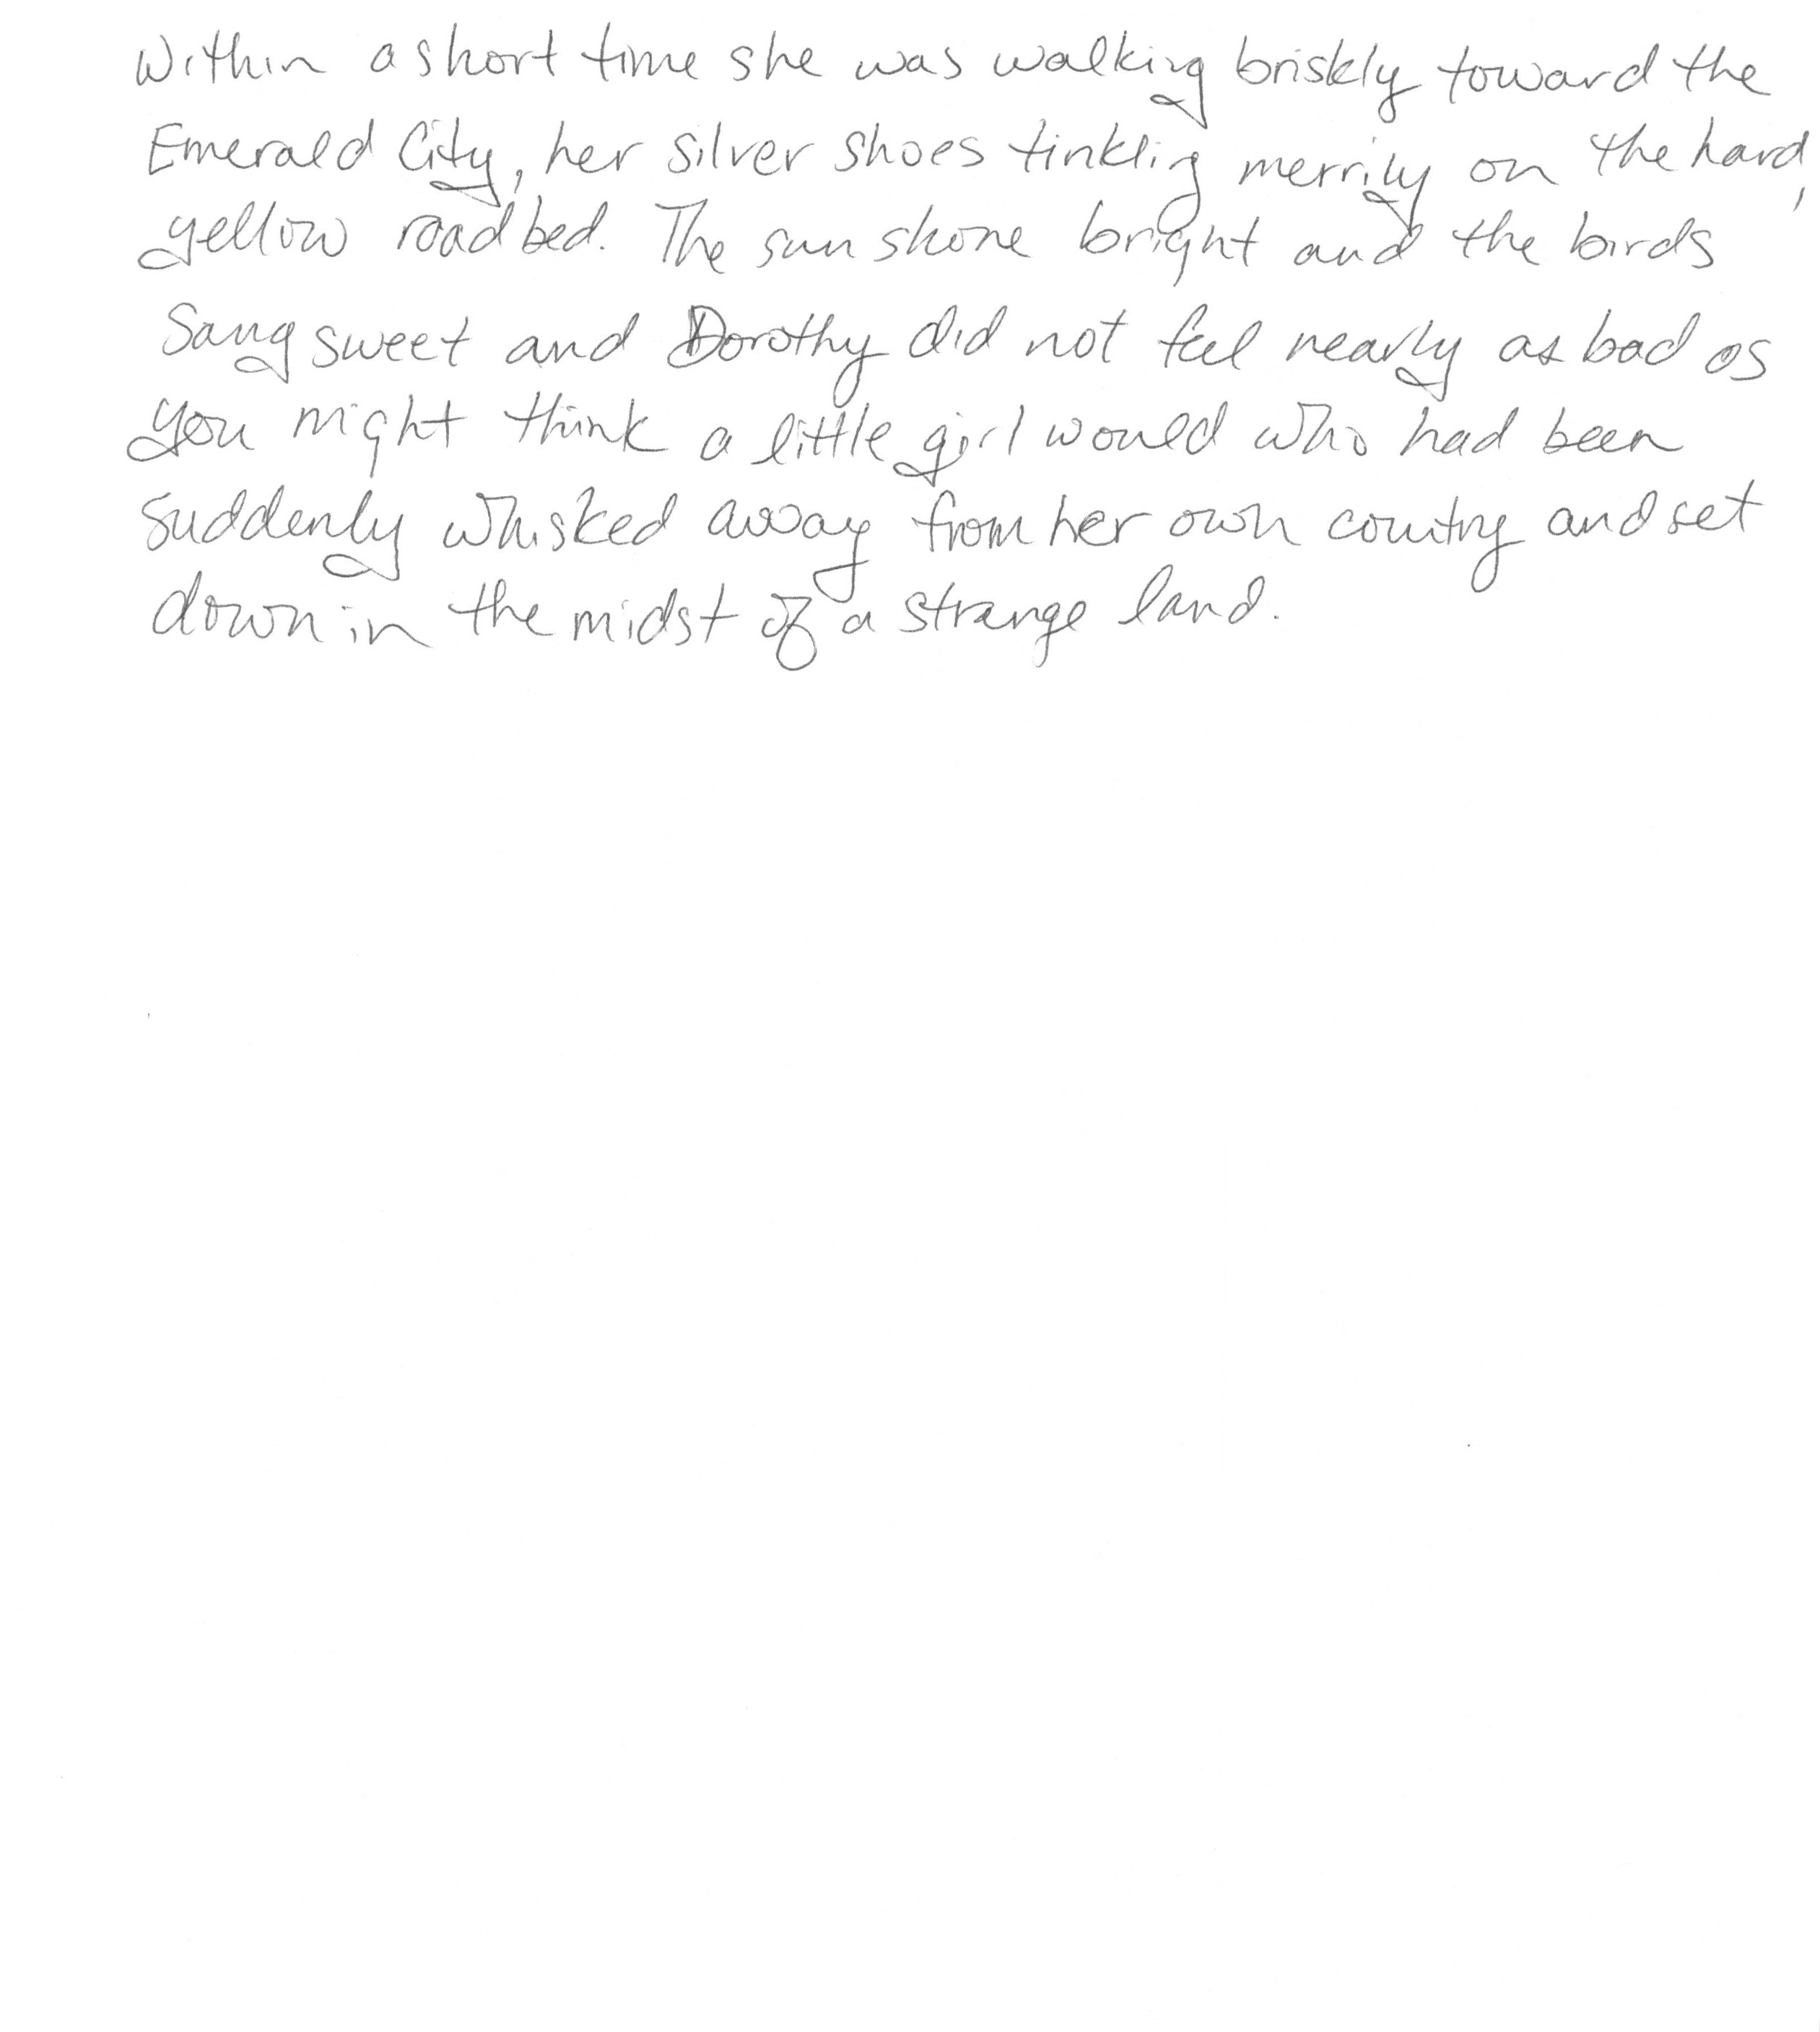 Within a short time she was walking briskly toward the
Emerald City, her silver shoes tinkling merrily on the hard,
yellow roadbed. The sun shone bright and the birds
sang sweet and Dorothy did not feel nearly as bad as
you might think a little girl would who had been
suddenly whisked away from her own country and set
down in the midst of a strange land.